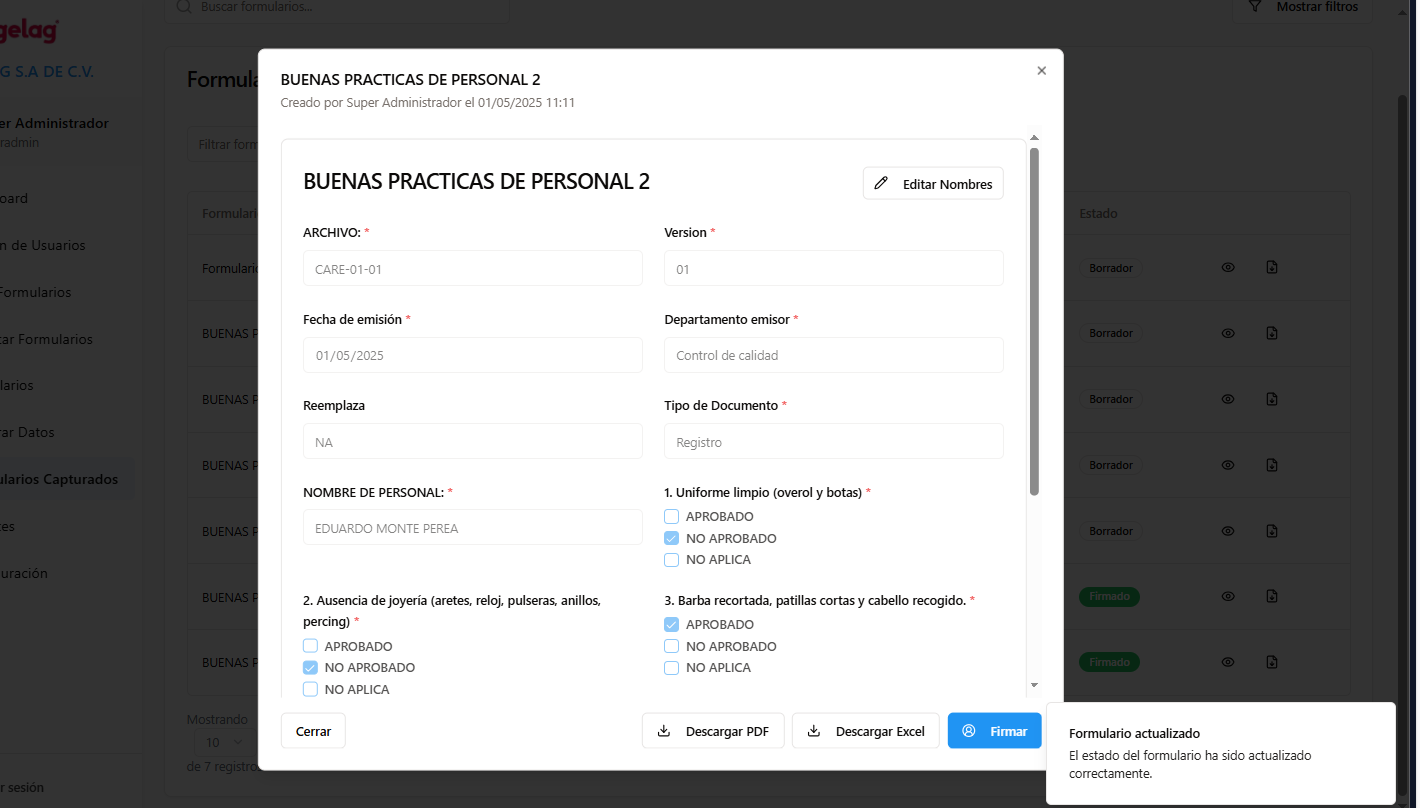 Buscar formularios...
Mostrar filtros
gelag
G S.A DE C.V.
BUENAS PRACTICAS DE PERSONAL 2
Creado por Super Administrador el 01/05/2025 11:11
Formula
er Administrador
radmin
Filtrar form
BUENAS PRACTICAS DE PERSONAL 2
Editar Nombres
ARCHIVO: *
CARE-01-01
Version *
01
Fecha de emisión *
01/05/2025
Departamento emisor *
Control de calidad
Reemplaza
NA
Tipo de Documento *
Registro
NOMBRE DE PERSONAL: *
EDUARDO MONTE PEREA
1. Uniforme limpio (overol y botas) *
APROBADO
NO APROBADO
NO APLICA
2. Ausencia de joyería (aretes, reloj, pulseras, anillos,
percing) *
APROBADO
NO APROBADO
NO APLICA
3. Barba recortada, patillas cortas y cabello recogido. *
APROBADO
NO APROBADO
NO APLICA
Cerrar
Descargar PDF
Descargar Excel
Firmar
oard
n de Usuarios
Formularios
ar Formularios
larios
rar Datos
ularios Capturados
tes
uración
r sesión
Formulari
Estado
Formulario
Borrador
BUENAS P
Borrador
BUENAS P
Borrador
BUENAS P
Borrador
BUENAS P
Borrador
BUENAS P
Firmado
BUENAS P
Firmado
Mostrando
10
de 7 registro
Formulario actualizado
El estado del formulario ha sido actualizado
correctamente.